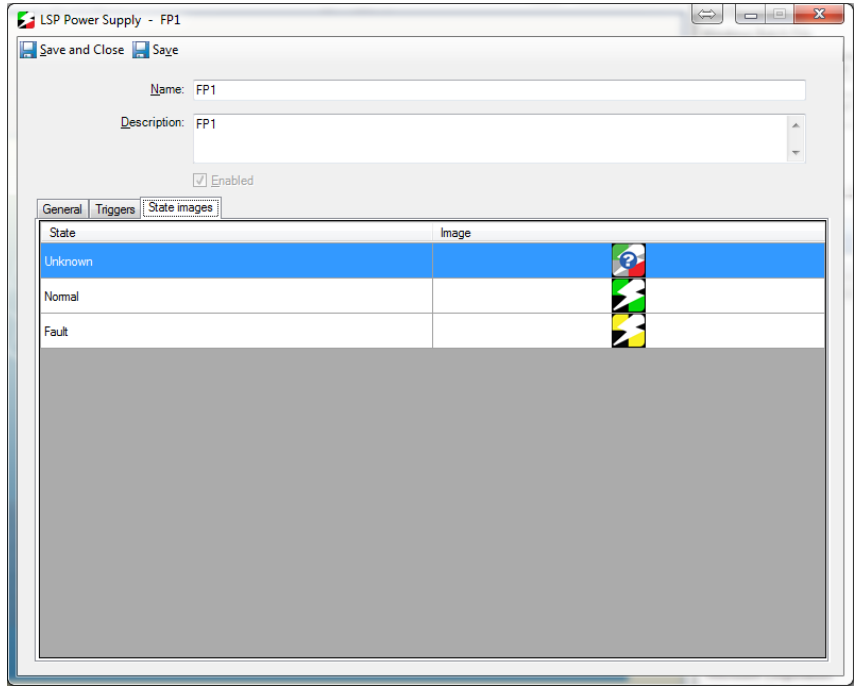 LSP Power Supply - FP1
Save and Close Save
Name: FP1
Description: FP1
Enabled
General Triggers State images
State Image
Unknown
Normal
Fault